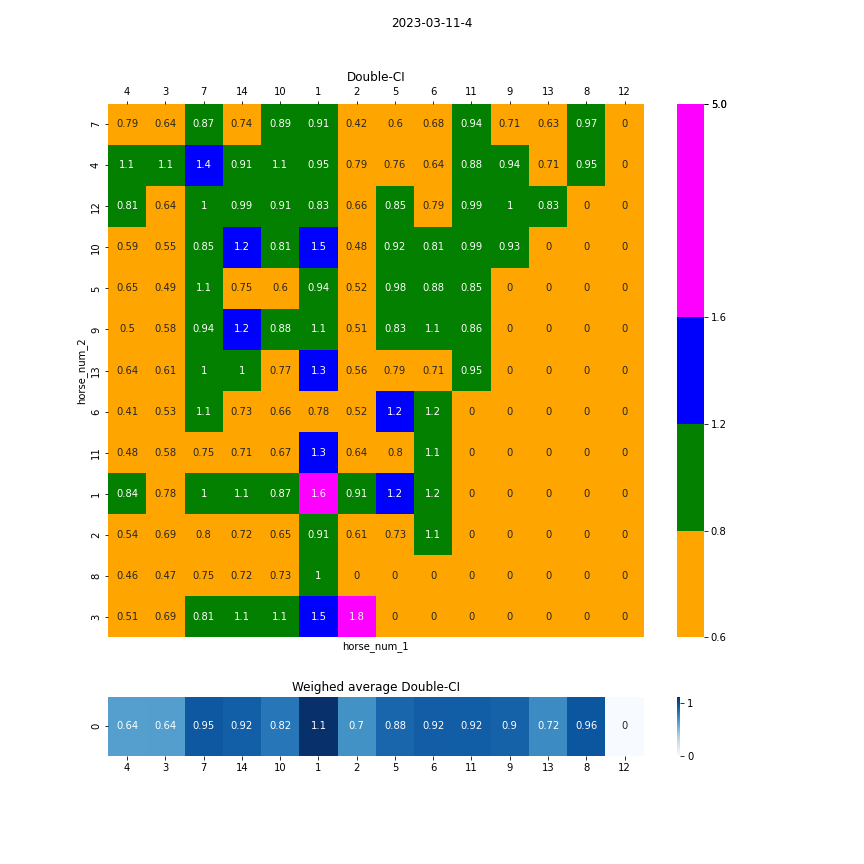 2023-03-11-4
Double-CI
4 3 7 14 10 1 2 5 6 11 9 13 8 12
7 0.79 0.64 0.87 0.74 0.89 0.91 0.42 0.6 0.68 0.94 0.71 0.63 0.97 0
4 1.1 1.1 1.4 0.91 1.1 0.95 0.79 0.76 0.64 0.88 0.94 0.71 0.95 0
12 0.81 0.64 1 0.99 0.91 0.83 0.66 0.85 0.79 0.99 1 0.83 0 0
10 0.59 0.55 0.85 1.2 0.81 1.5 0.48 0.92 0.81 0.99 0.93 0 0 0
5 0.65 0.49 1.1 0.75 0.6 0.94 0.52 0.98 0.88 0.85 0 0 0 0
9 0.5 0.58 0.94 1.2 0.88 1.1 0.51 0.83 1.1 0.86 0 0 0 0
13 0.64 0.61 1 1 0.77 1.3 0.56 0.79 0.71 0.95 0 0 0 0
6 0.41 0.53 1.1 0.73 0.66 0.78 0.52 1.2 1.2 0 0 0 0 0
11 0.48 0.58 0.75 0.71 0.67 1.3 0.64 0.8 1.1 0 0 0 0 0
1 0.84 0.78 1 1.1 0.87 1.6 0.91 1.2 1.2 0 0 0 0 0
2 0.54 0.69 0.8 0.72 0.65 0.91 0.61 0.73 1.1 0 0 0 0 0
8 0.46 0.47 0.75 0.72 0.73 1 0 0 0 0 0 0 0 0
3 0.51 0.69 0.81 1.1 1.1 1.5 1.8 0 0 0 0 0 0 0
horse_num_2
horse_num_1
5.0
1.6
1.2
0.8
0.6
Weighed average Double-CI
0 0.64 0.64 0.95 0.92 0.82 1.1 0.7 0.88 0.92 0.92 0.9 0.72 0.96 0
4 3 7 14 10 1 2 5 6 11 9 13 8 12
1
0